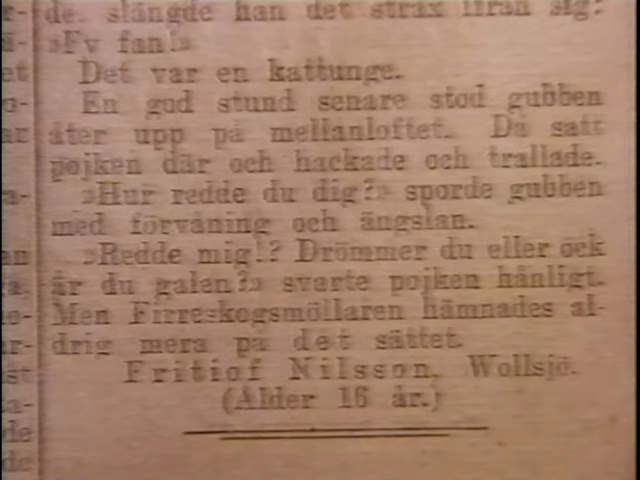 de. slängde han det strax ifrån sig:
»Fy fan!»
Det var en kattunge.
En god stund senare stod gubben
åter upp på mellanloftet. Då satt
pojken där och hackade och trallade.
»Hur redde du dig?» sporde gubben
med förvåning och ängslan.
»Redde mig!? Drömmer du eller ock
är du galen?» svarte pojken hånligt.
Men Firreskogsmöllaren hämnades al-
drig mera på det sättet.
Fritiof Nilsson. Wollsjö.
(Ålder 16 år.)